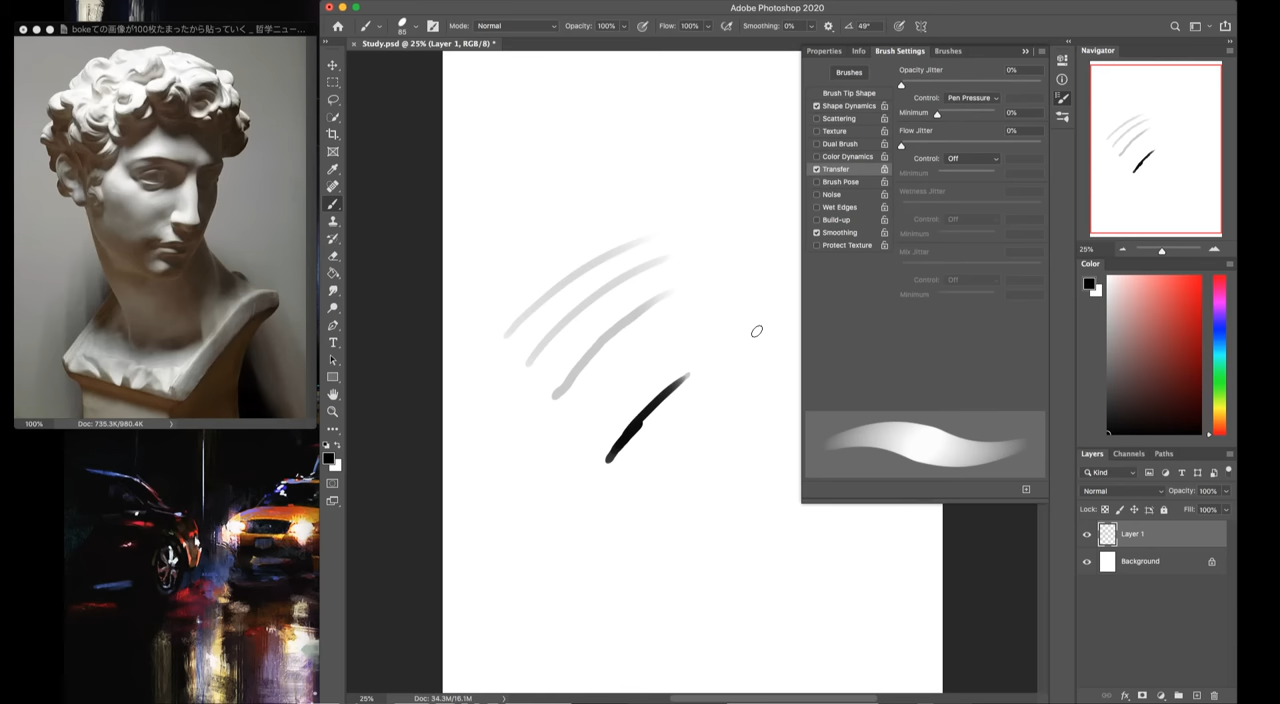 Adobe Photoshop 2020
bokeての画像が100枚たまったから貼っていく _ 哲学ニュー...
85
Mode: Normal
Opacity: 100%
Flow: 100%
Smoothing: 0%
49°
Study.psd @ 25% (Layer 1, RGB/8) *
Properties Info Brush Settings Brushes
Brushes
Brush Tip Shape
Shape Dynamics
Scattering
Texture
Dual Brush
Color Dynamics
Transfer
Brush Pose
Noise
Wet Edges
Build-up
Smoothing
Protect Texture
Opacity Jitter 0%
Control: Pen Pressure
Minimum 0%
Flow Jitter 0%
Control: Off
Minimum
Wetness Jitter
Control: Off
Minimum
Mix Jitter
Control: Off
Minimum
Navigator
25%
Color
Layers Channels Paths
Kind
Normal Opacity: 100%
Lock: Fill: 100%
Layer 1
Background
100% Doc: 735.3K/980.4K
25% Doc: 34.3M/16.1M